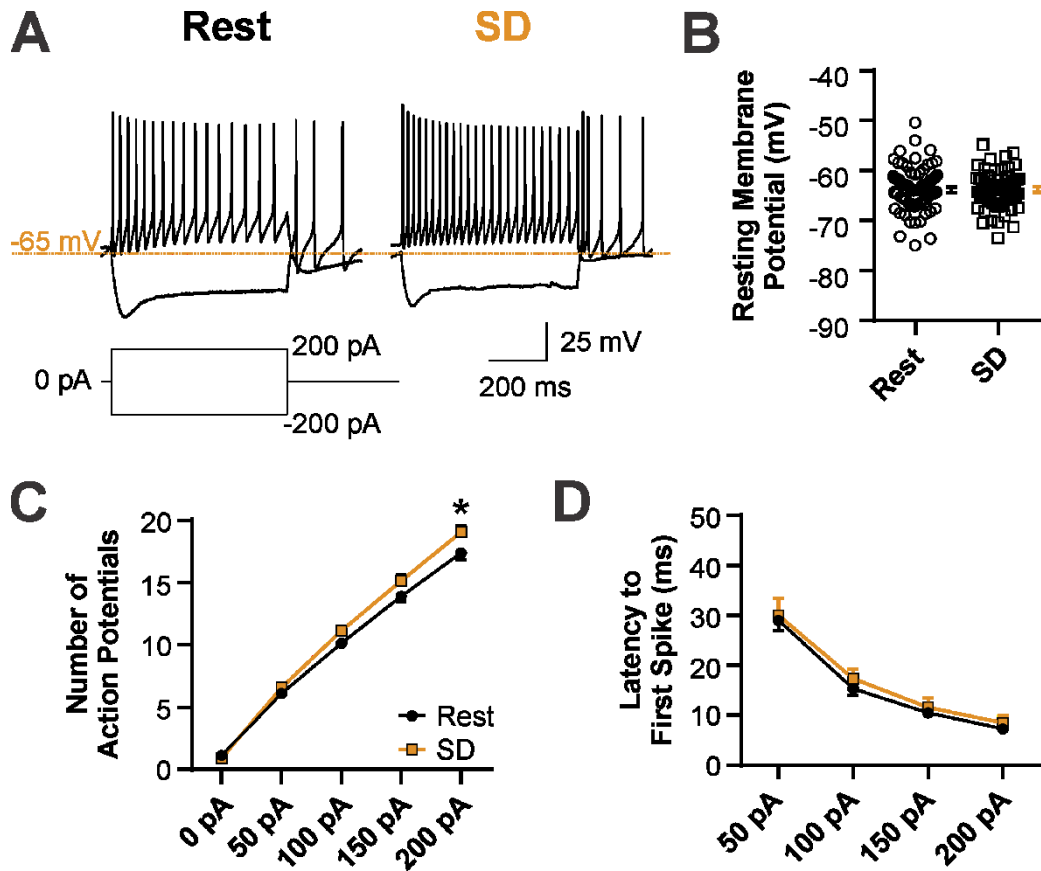 A
Rest
SD
-65 mV
200 pA
0 pA
-200 pA
25 mV
200 ms
B
Resting Membrane
Potential (mV)
-40
-50
-60
-70
-80
-90
Rest
SD
C
Number of
Action Potentials
20
15
10
5
0
*
Rest
SD
0 pA
50 pA
100 pA
150 pA
200 pA
D
Latency to
First Spike (ms)
50
40
30
20
10
0
50 pA
100 pA
150 pA
200 pA